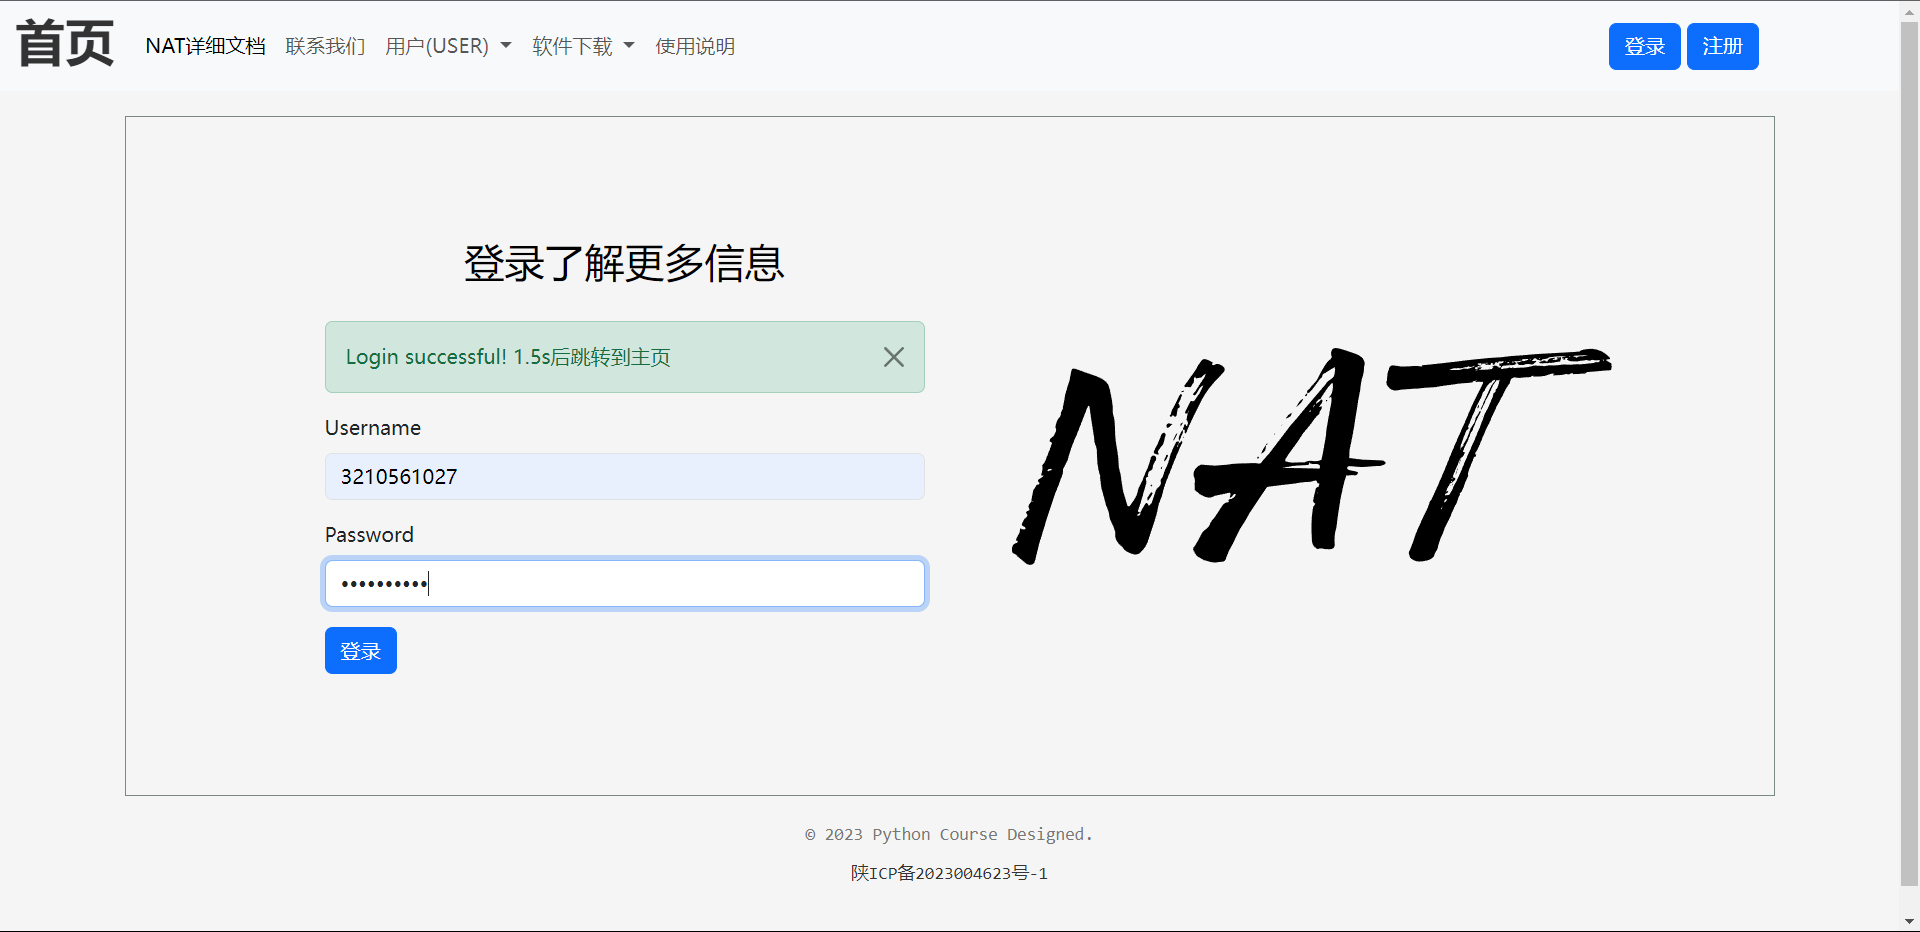 首页 NAT详细文档 联系我们 用户(USER) 软件下载 使用说明 登录 注册
登录了解更多信息
Login successful! 1.5s后跳转到主页
Username
3210561027
Password
••••••••••
登录
NAT
© 2023 Python Course Designed.
陕ICP备2023004623号-1